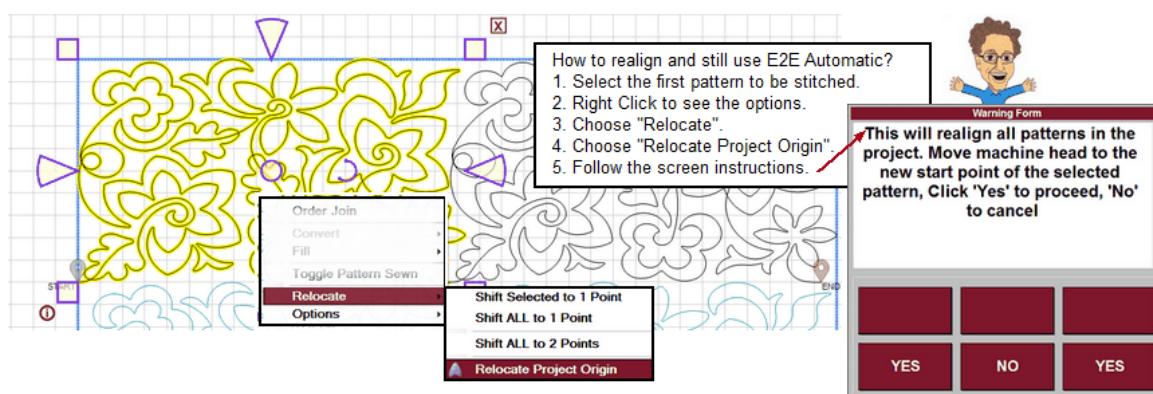 X
How to realign and still use E2E Automatic?
1. Select the first pattern to be stitched.
2. Right Click to see the options.
3. Choose "Relocate".
4. Choose "Relocate Project Origin".
5. Follow the screen instructions.
Warning Form
This will realign all patterns in the
project. Move machine head to the
new start point of the selected
pattern, Click 'Yes' to proceed, 'No'
to cancel
Order Join
Convert
Fill
Toggle Pattern Sewn
Relocate
Options
START
END
Shift Selected to 1 Point
Shift ALL to 1 Point
Shift ALL to 2 Points
Relocate Project Origin
YES
NO
YES